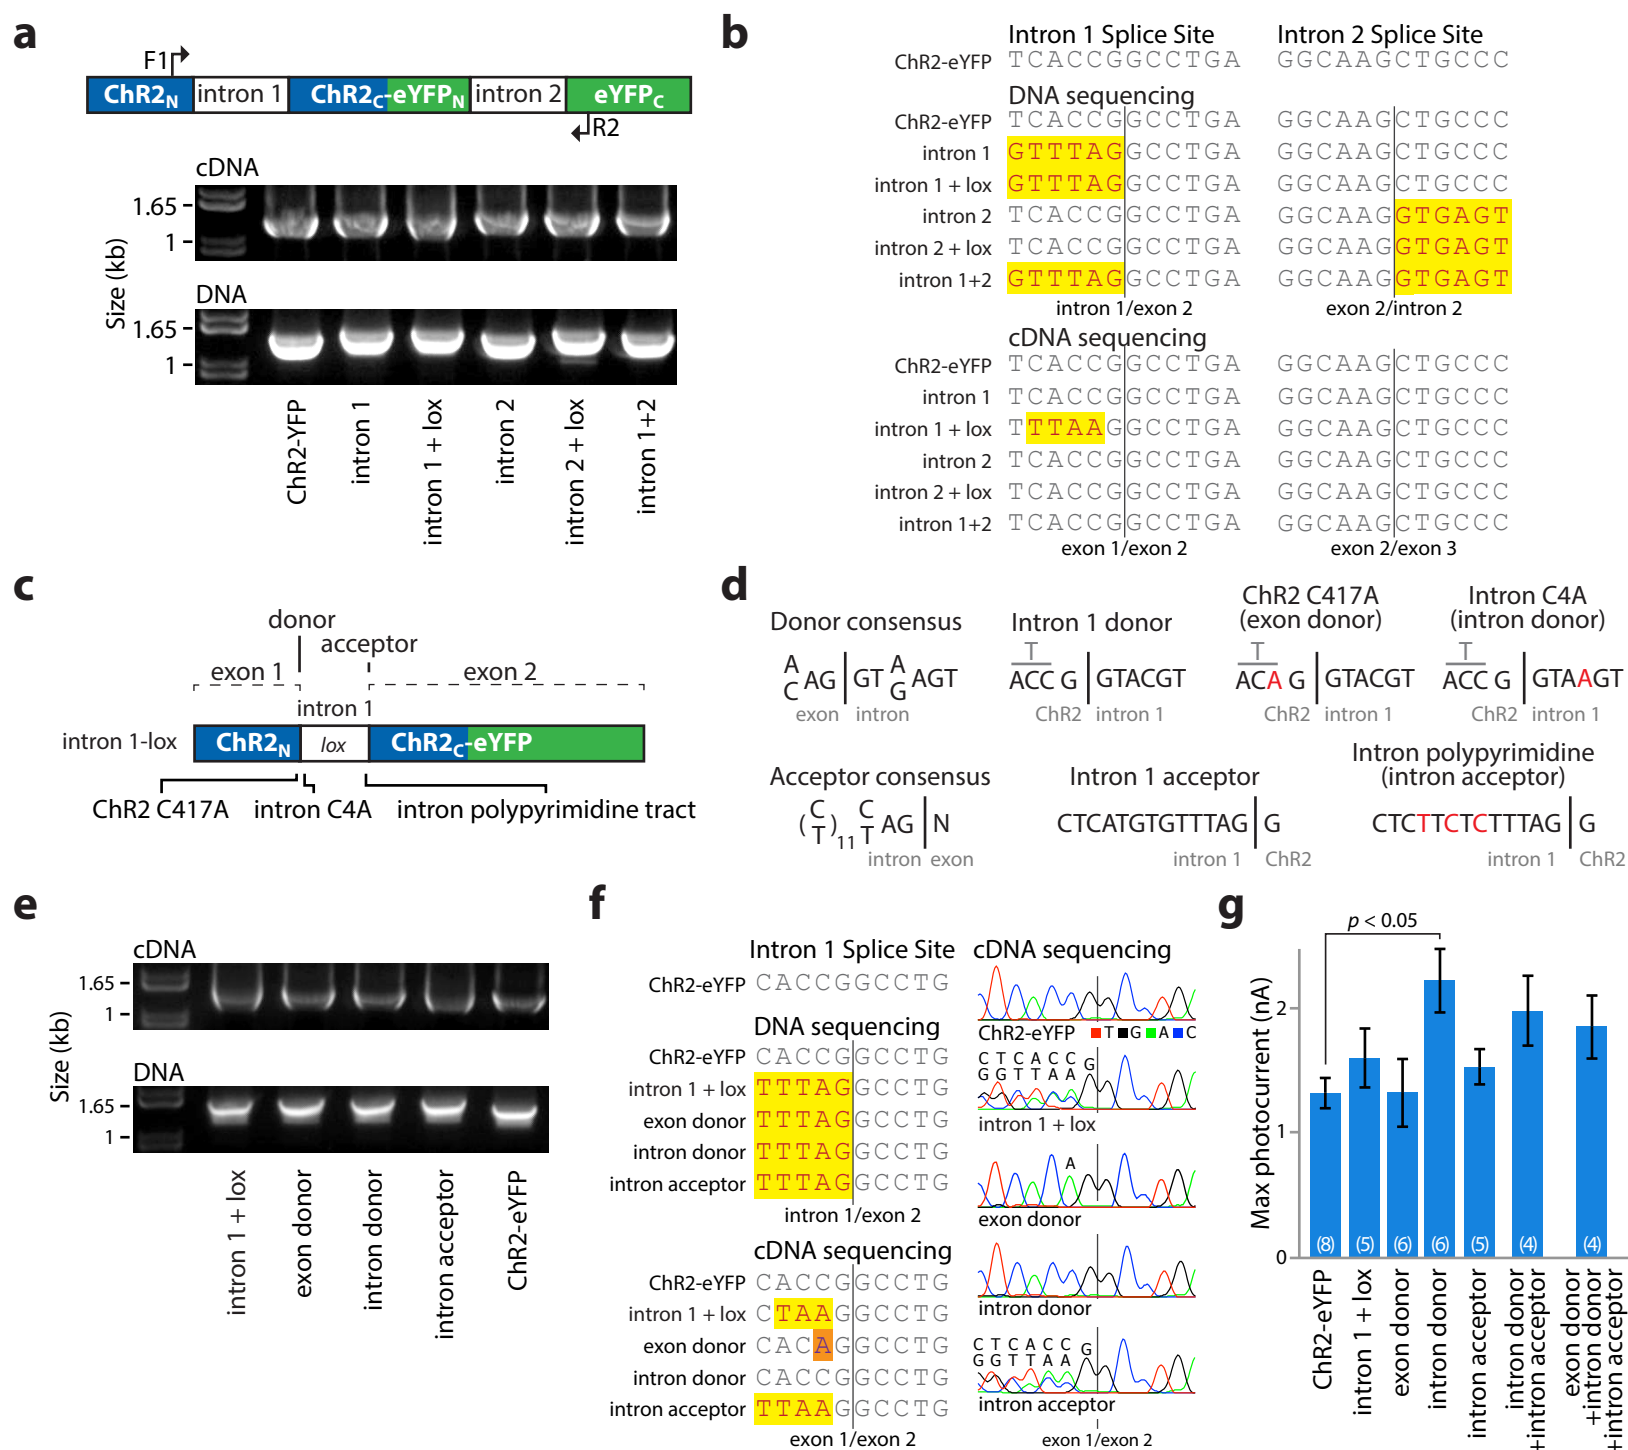 a
F1
ChR2N intron 1 ChR2C-eYFPN intron 2 eYFPC
R2
cDNA
1.65
1
Size (kb)
DNA
1.65
1
ChR2-YFP
intron 1
intron 1 + lox
intron 2
intron 2 + lox
intron 1+2
b
Intron 1 Splice Site Intron 2 Splice Site
ChR2-eYFP TCACCGGCCTGA GGCAAGCTGCCC
DNA sequencing
ChR2-eYFP TCACCGGCCTGA GGCAAGCTGCCC
intron 1 GTTTAGGCCTGA GGCAAGCTGCCC
intron 1 + lox GTTTAGGCCTGA GGCAAGCTGCCC
intron 2 TCACCGGCCTGA GGCAAGGTGAGT
intron 2 + lox TCACCGGCCTGA GGCAAGGTGAGT
intron 1+2 GTTTAGGCCTGA GGCAAGGTGAGT
intron 1/exon 2 exon 2/intron 2
cDNA sequencing
ChR2-eYFP TCACCGGCCTGA GGCAAGCTGCCC
intron 1 TCACCGGCCTGA GGCAAGCTGCCC
intron 1 + lox TTTAAGGCCTGA GGCAAGCTGCCC
intron 2 TCACCGGCCTGA GGCAAGCTGCCC
intron 2 + lox TCACCGGCCTGA GGCAAGCTGCCC
intron 1+2 TCACCGGCCTGA GGCAAGCTGCCC
exon 1/exon 2 exon 2/exon 3
c
donor
acceptor
exon 1 exon 2
intron 1
intron 1-lox ChR2N lox ChR2C-eYFP
ChR2 C417A intron C4A intron polypyrimidine tract
d
Donor consensus
A
C AG | GT A
G AGT
exon intron
Intron 1 donor
T
ACC G | GTACGT
ChR2 intron 1
ChR2 C417A
(exon donor)
T
ACA G | GTACGT
ChR2 intron 1
Intron C4A
(intron donor)
T
ACC G | GTAAGT
ChR2 intron 1
Acceptor consensus
(C
T)11 C
T AG | N
intron exon
Intron 1 acceptor
CTCATGTGTTTAG | G
intron 1 ChR2
Intron polypyrimidine
(intron acceptor)
CTCTTCTCTTTAG | G
intron 1 ChR2
e
cDNA
1.65
1
Size (kb)
DNA
1.65
1
intron 1 + lox
exon donor
intron donor
intron acceptor
ChR2-eYFP
f
Intron 1 Splice Site
ChR2-eYFP CACCGGCCTG
DNA sequencing
ChR2-eYFP CACCGGCCTG
intron 1 + lox TTTAGGCCTG
exon donor TTTAGGCCTG
intron donor TTTAGGCCTG
intron acceptor TTTAGGCCTG
intron 1/exon 2
cDNA sequencing
ChR2-eYFP CACCGGCCTG
intron 1 + lox CTAAGGCCTG
exon donor CACAGGCCTG
intron donor CACCGGCCTG
intron acceptor TTAAGGCCTG
exon 1/exon 2
cDNA sequencing
ChR2-eYFP T G A C
C T C A C C G
G G T T A A
intron 1 + lox
A
exon donor
intron donor
C T C A C C G
G G T T A A
intron acceptor
exon 1/exon 2
g
p < 0.05
Max photocurrent (nA)
2
1
0
(8) (5) (6) (6) (5) (4) (4)
ChR2-eYFP
intron 1 + lox
exon donor
intron donor
intron acceptor
intron donor
+intron acceptor
exon donor
+intron donor
+intron acceptor